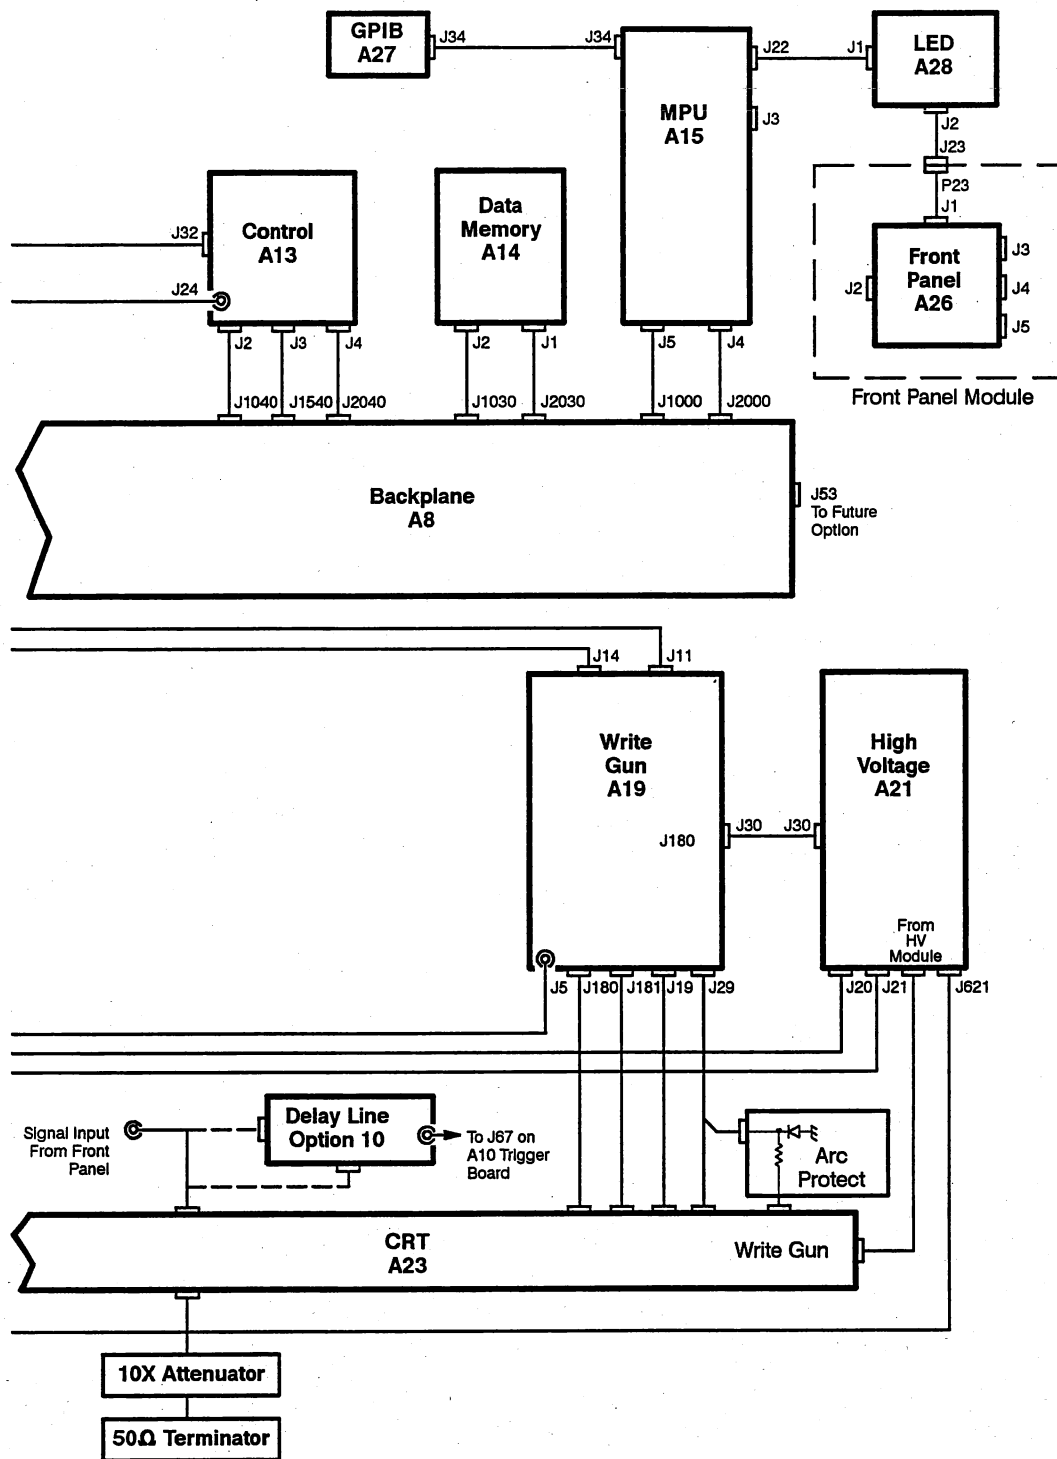 GPIB
A27
J34
J34
MPU
A15
J22
J3
J1
LED
A28
J2
J23
P23
J1
Front
Panel
A26
J2
J3
J4
J5
Front Panel Module
J32
J24
Control
A13
J2
J3
J4
Data
Memory
A14
J2
J1
J5
J4
J1040
J1540
J2040
J1030
J2030
J1000
J2000
Backplane
A8
J53
To Future
Option
J14
J11
Write
Gun
A19
J180
J30
J30
High
Voltage
A21
From
HV
Module
J5
J180
J181
J19
J29
J20
J21
J621
Signal Input
From Front
Panel
Delay Line
Option 10
To J67 on
A10 Trigger
Board
Arc
Protect
CRT
A23
Write Gun
10X Attenuator
50Ω Terminator